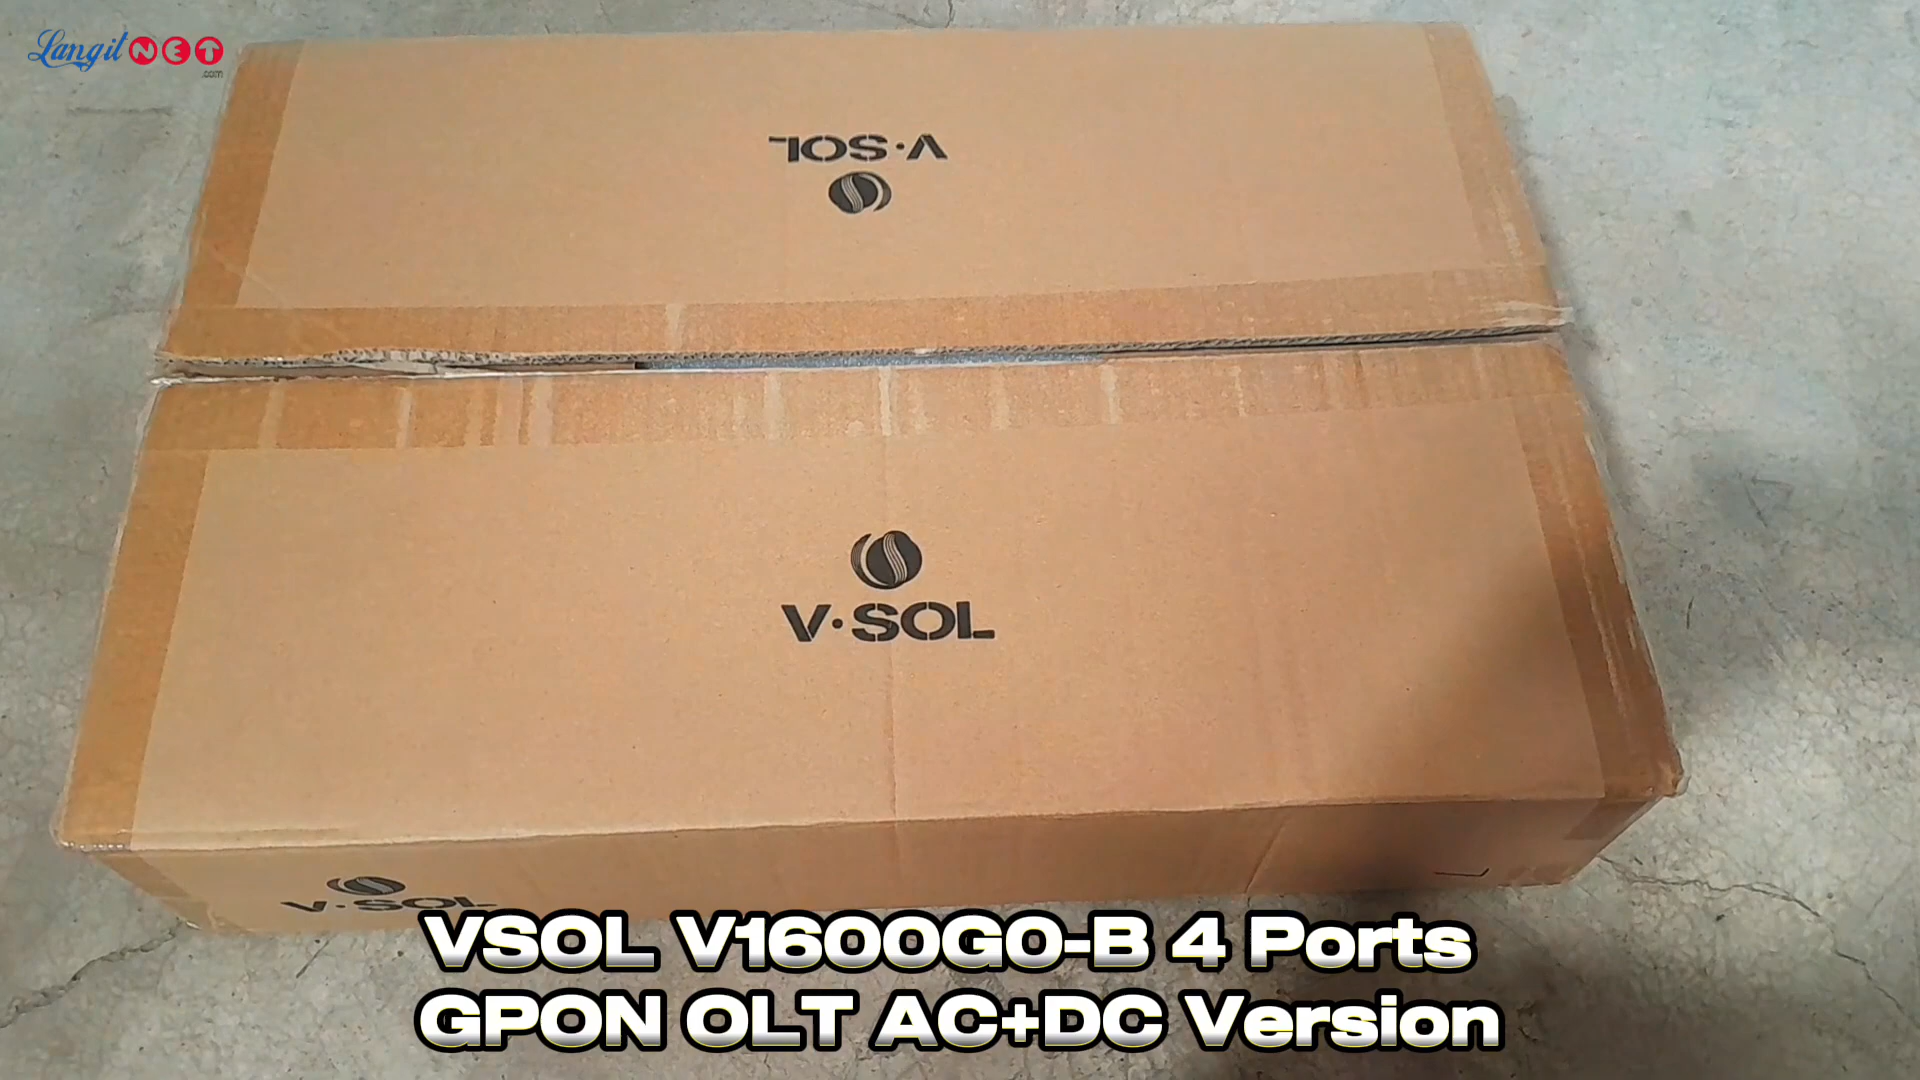 LangitNET
.com
V·SOL
V·SOL
V·SOL
VSOL V1600G0-B 4 Ports
GPON OLT AC+DC Version